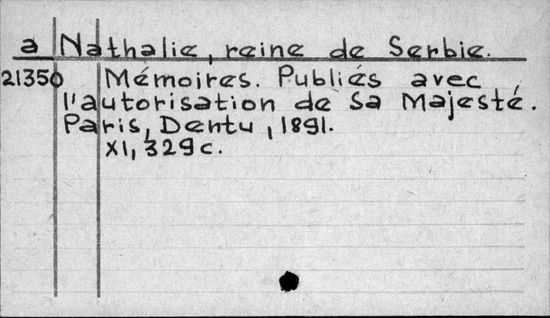 a Nathalie, reine de Serbie.
21350 Mémoires. Publiés avec
l'autorisation de Sa Majesté.
Paris, Dentu, 1891.
XI, 329 c.